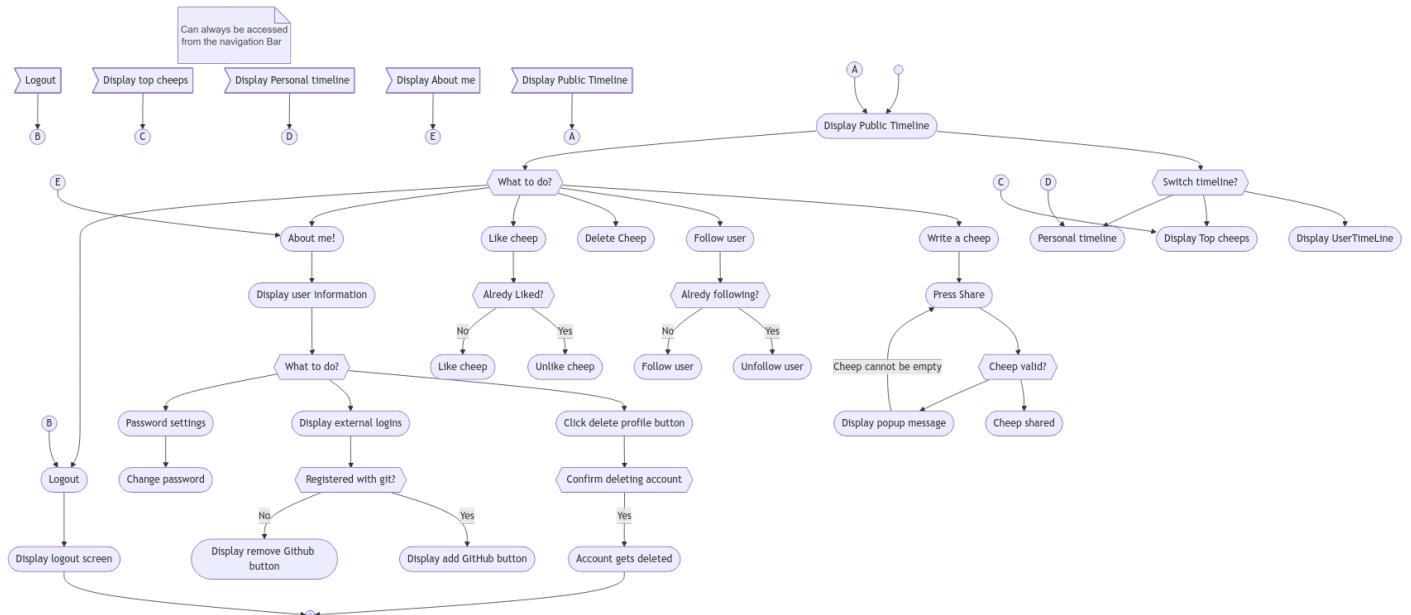 Can always be accessed
from the navigation Bar
Logout
Display top cheeps
Display Personal timeline
Display About me
Display Public Timeline
A
B
C
D
E
A
Display Public Timeline
E
What to do?
C
D
Switch timeline?
About me!
Like cheep
Delete Cheep
Follow user
Write a cheep
Personal timeline
Display Top cheeps
Display UserTimeLine
Display user information
Alredy Liked?
Alredy following?
Press Share
No
Yes
No
Yes
What to do?
Like cheep
Unlike cheep
Follow user
Unfollow user
Cheep cannot be empty
Cheep valid?
B
Password settings
Display external logins
Click delete profile button
Display popup message
Cheep shared
Logout
Change password
Registered with git?
Confirm deleting account
No
Yes
Yes
Display logout screen
Display remove Github
button
Display add GitHub button
Account gets deleted